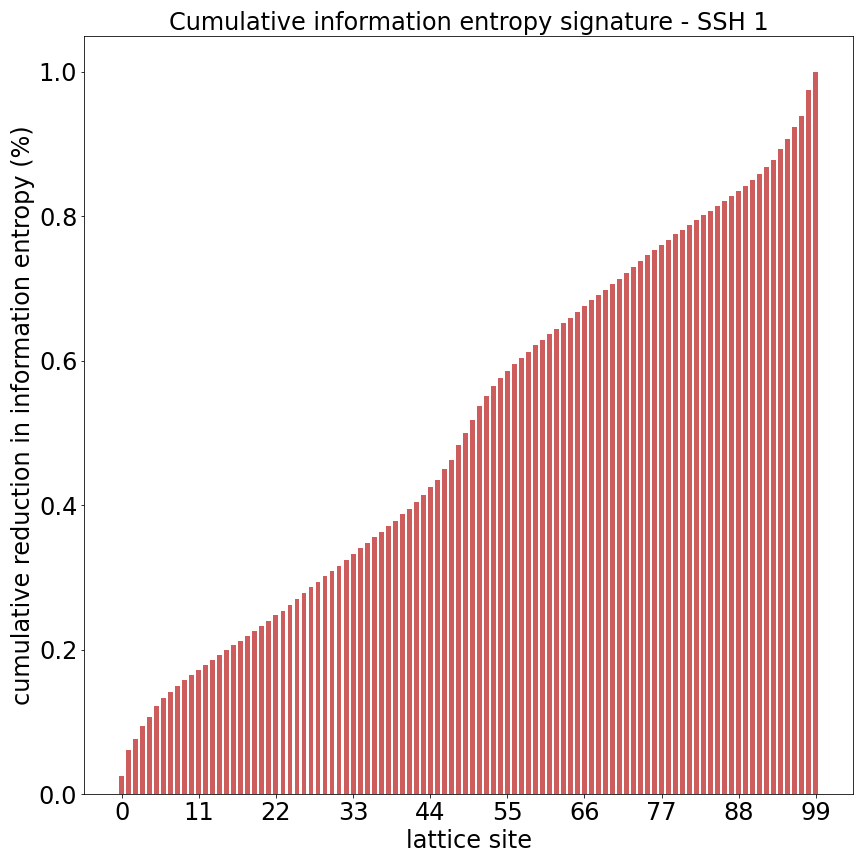 Cumulative information entropy signature - SSH 1
cumulative reduction in information entropy (%)
1.0
0.8
0.6
0.4
0.2
0.0
0 11 22 33 44 55 66 77 88 99
lattice site